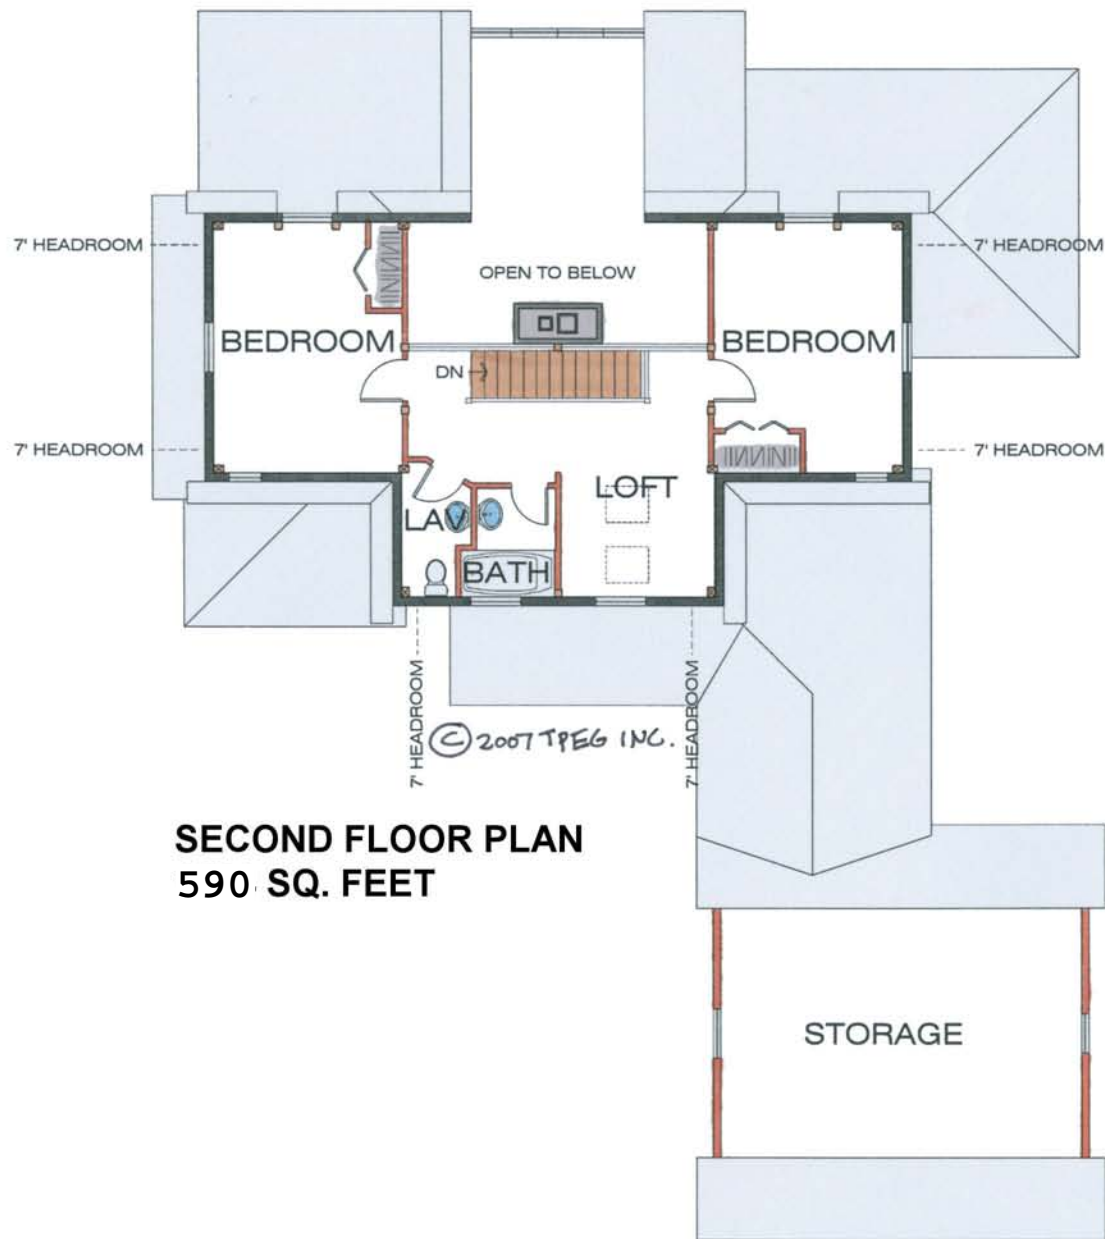 7' HEADROOM
7' HEADROOM
OPEN TO BELOW
BEDROOM
BEDROOM
DN
7' HEADROOM
7' HEADROOM
LOFT
LAV
BATH
7' HEADROOM
7' HEADROOM
© 2007 TPEG INC.
SECOND FLOOR PLAN
590 SQ. FEET
STORAGE